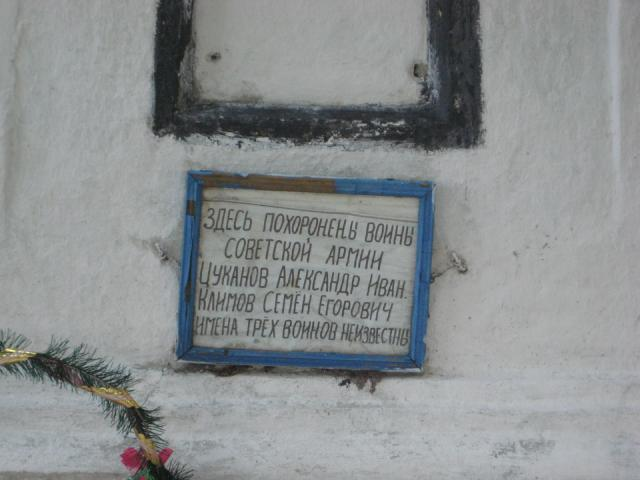 ЗДЕСЬ ПОХОРОНЕНЫ ВОИНЫ
СОВЕТСКОЙ АРМИИ
ЦУКАНОВ АЛЕКСАНДР ИВАН.
КЛИМОВ СЕМЁН ЕГОРОВИЧ
ИМЕНА ТРЁХ ВОИНОВ НЕИЗВЕСТНЫ